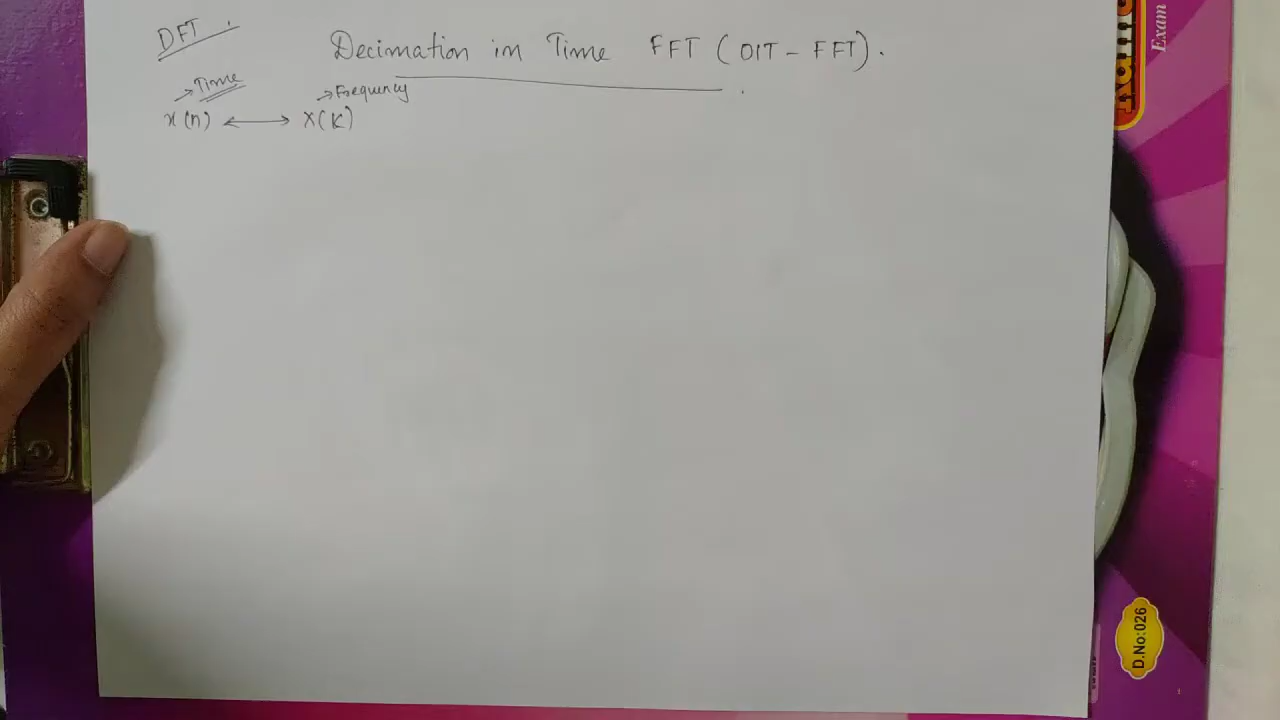 DFT.
Decimation in Time FFT (DIT - FFT).
→ Time
→ Frequency
x(n) ⟷ X(K)
Exam
D.No:026